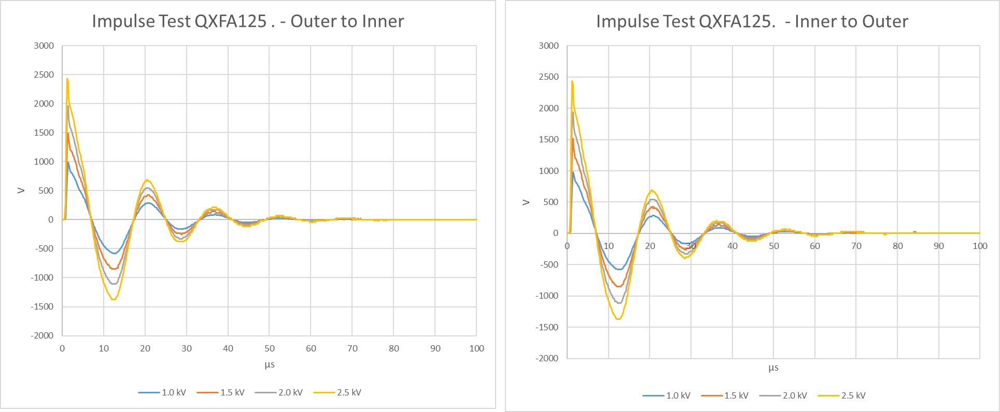 Impulse Test QXFA125 . - Outer to Inner
3000
2500
2000
1500
1000
500
0
-500
-1000
-1500
-2000
V
0 10 20 30 40 50 60 70 80 90 100
µs
1.0 kV 1.5 kV 2.0 kV 2.5 kV
Impulse Test QXFA125.  - Inner to Outer
3000
2500
2000
1500
1000
500
0
-500
-1000
-1500
-2000
V
0 10 20 30 40 50 60 70 80 90 100
µs
1.0 kV 1.5 kV 2.0 kV 2.5 kV